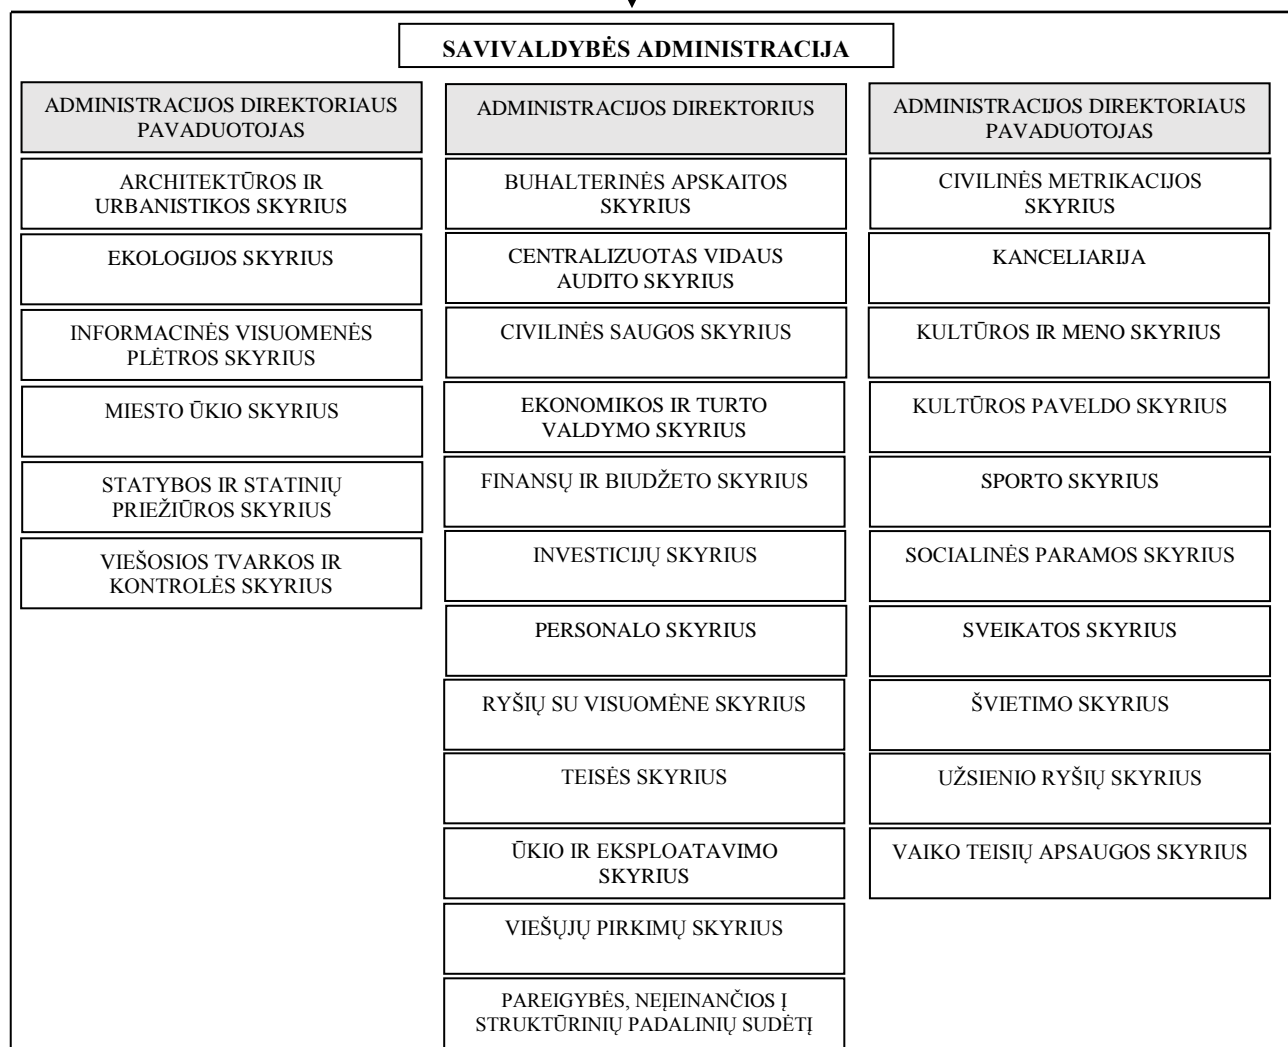 SAVIVALDYBĖS ADMINISTRACIJA
ADMINISTRACIJOS DIREKTORIAUS
PAVADUOTOJAS
ARCHITEKTŪROS IR
URBANISTIKOS SKYRIUS
EKOLOGIJOS SKYRIUS
INFORMACINĖS VISUOMENĖS
PLĖTROS SKYRIUS
MIESTO ŪKIO SKYRIUS
STATYBOS IR STATINIŲ
PRIEŽIŪROS SKYRIUS
VIEŠOSIOS TVARKOS IR
KONTROLĖS SKYRIUS
ADMINISTRACIJOS DIREKTORIUS
BUHALTERINĖS APSKAITOS
SKYRIUS
CENTRALIZUOTAS VIDAUS
AUDITO SKYRIUS
CIVILINĖS SAUGOS SKYRIUS
EKONOMIKOS IR TURTO
VALDYMO SKYRIUS
FINANSŲ IR BIUDŽETO SKYRIUS
INVESTICIJŲ SKYRIUS
PERSONALO SKYRIUS
RYŠIŲ SU VISUOMĖNE SKYRIUS
TEISĖS SKYRIUS
ŪKIO IR EKSPLOATAVIMO
SKYRIUS
VIEŠŲJŲ PIRKIMŲ SKYRIUS
PAREIGYBĖS, NEĮEINANČIOS Į
STRUKTŪRINIŲ PADALINIŲ SUDĖTĮ
ADMINISTRACIJOS DIREKTORIAUS
PAVADUOTOJAS
CIVILINĖS METRIKACIJOS
SKYRIUS
KANCELIARIJA
KULTŪROS IR MENO SKYRIUS
KULTŪROS PAVELDO SKYRIUS
SPORTO SKYRIUS
SOCIALINĖS PARAMOS SKYRIUS
SVEIKATOS SKYRIUS
ŠVIETIMO SKYRIUS
UŽSIENIO RYŠIŲ SKYRIUS
VAIKO TEISIŲ APSAUGOS SKYRIUS